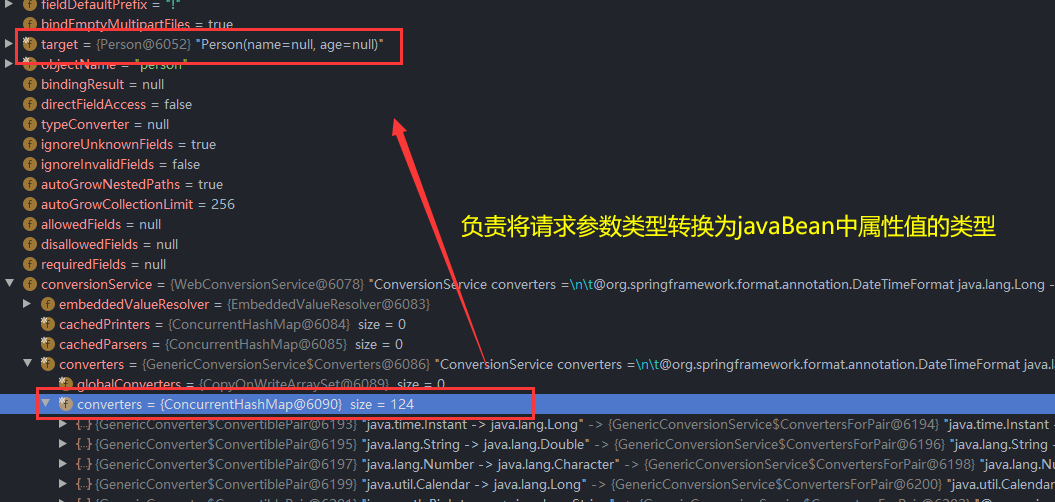 fieldDefaultPrefix = "!"
bindEmptyMultipartFiles = true
target = {Person@6052} "Person(name=null, age=null)"
objectName = "person"
bindingResult = null
directFieldAccess = false
typeConverter = null
ignoreUnknownFields = true
ignoreInvalidFields = false
autoGrowNestedPaths = true
autoGrowCollectionLimit = 256
allowedFields = null
负责将请求参数类型转换为javaBean中属性值的类型
disallowedFields = null
requiredFields = null
conversionService = {WebConversionService@6078} "ConversionService converters =\n\t@org.springframework.format.annotation.DateTimeFormat java.lang.Long -
embeddedValueResolver = {EmbeddedValueResolver@6083}
cachedPrinters = {ConcurrentHashMap@6084} size = 0
cachedParsers = {ConcurrentHashMap@6085} size = 0
converters = {GenericConversionService$Converters@6086} "ConversionService converters =\n\t@org.springframework.format.annotation.DateTimeFormat java.lan
globalConverters = {CopyOnWriteArraySet@6089} size = 0
converters = {ConcurrentHashMap@6090} size = 124
{GenericConverter$ConvertiblePair@6193} "java.time.Instant -> java.lang.Long" -> {GenericConversionService$ConvertersForPair@6194} "java.time.Instant
{GenericConverter$ConvertiblePair@6195} "java.lang.String -> java.lang.Double" -> {GenericConversionService$ConvertersForPair@6196} "java.lang.String -
{GenericConverter$ConvertiblePair@6197} "java.lang.Number -> java.lang.Character" -> {GenericConversionService$ConvertersForPair@6198} "java.lang.Nu
{GenericConverter$ConvertiblePair@6199} "java.util.Calendar -> java.lang.Long" -> {GenericConversionService$ConvertersForPair@6200} "java.util.Calendar